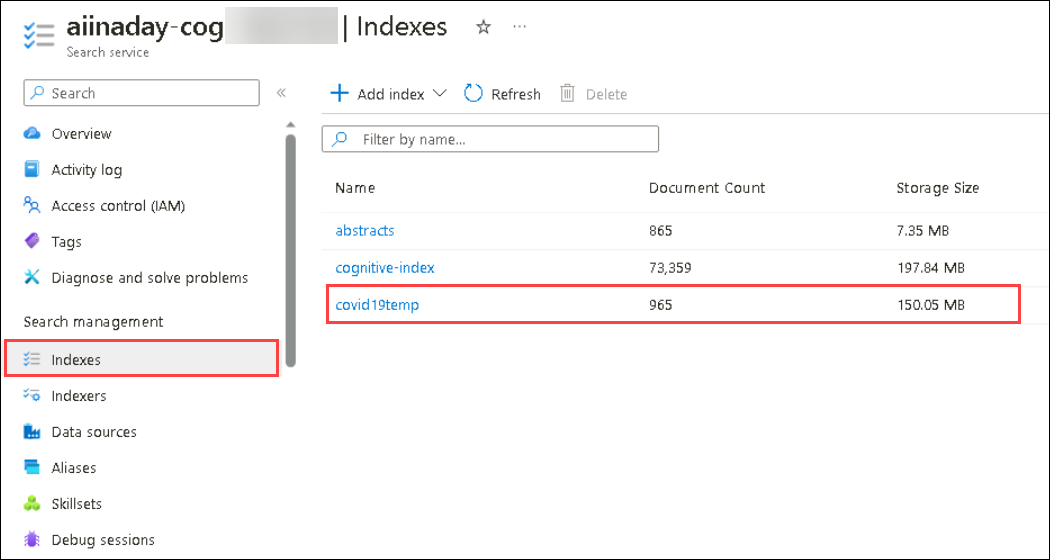 aiinaday-cog | Indexes
Search service
Search
Overview
Activity log
Access control (IAM)
Tags
Diagnose and solve problems
Search management
Indexes
Indexers
Data sources
Aliases
Skillsets
Debug sessions
Add index Refresh Delete
Filter by name...
Name Document Count Storage Size
abstracts 865 7.35 MB
cognitive-index 73,359 197.84 MB
covid19temp 965 150.05 MB